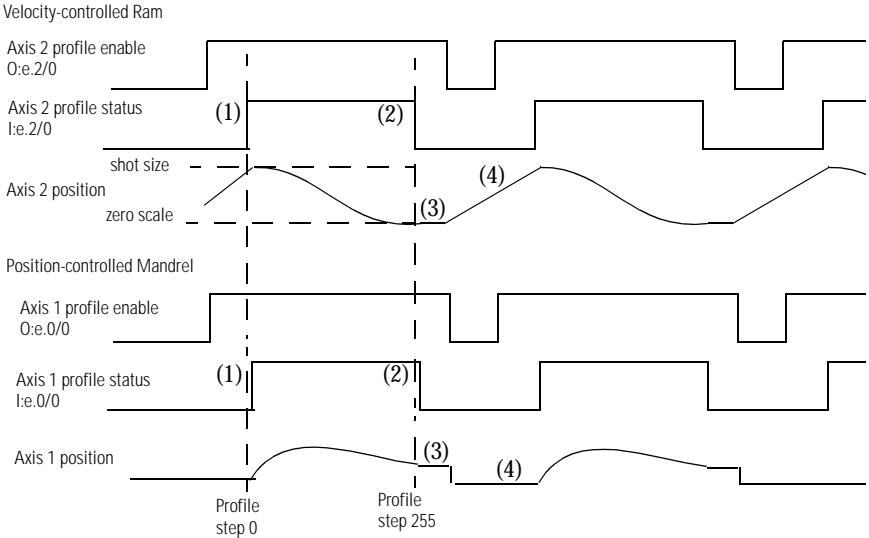 Velocity-controlled Ram
Axis 2 profile enable
O:e.2/0
Axis 2 profile status
I:e.2/0
(1)
(2)
shot size
Axis 2 position
(4)
(3)
zero scale
Position-controlled Mandrel
Axis 1 profile enable
O:e.0/0
Axis 1 profile status
I:e.0/0
(1)
(2)
Axis 1 position
(3)
(4)
Profile
step 0
Profile
step 255